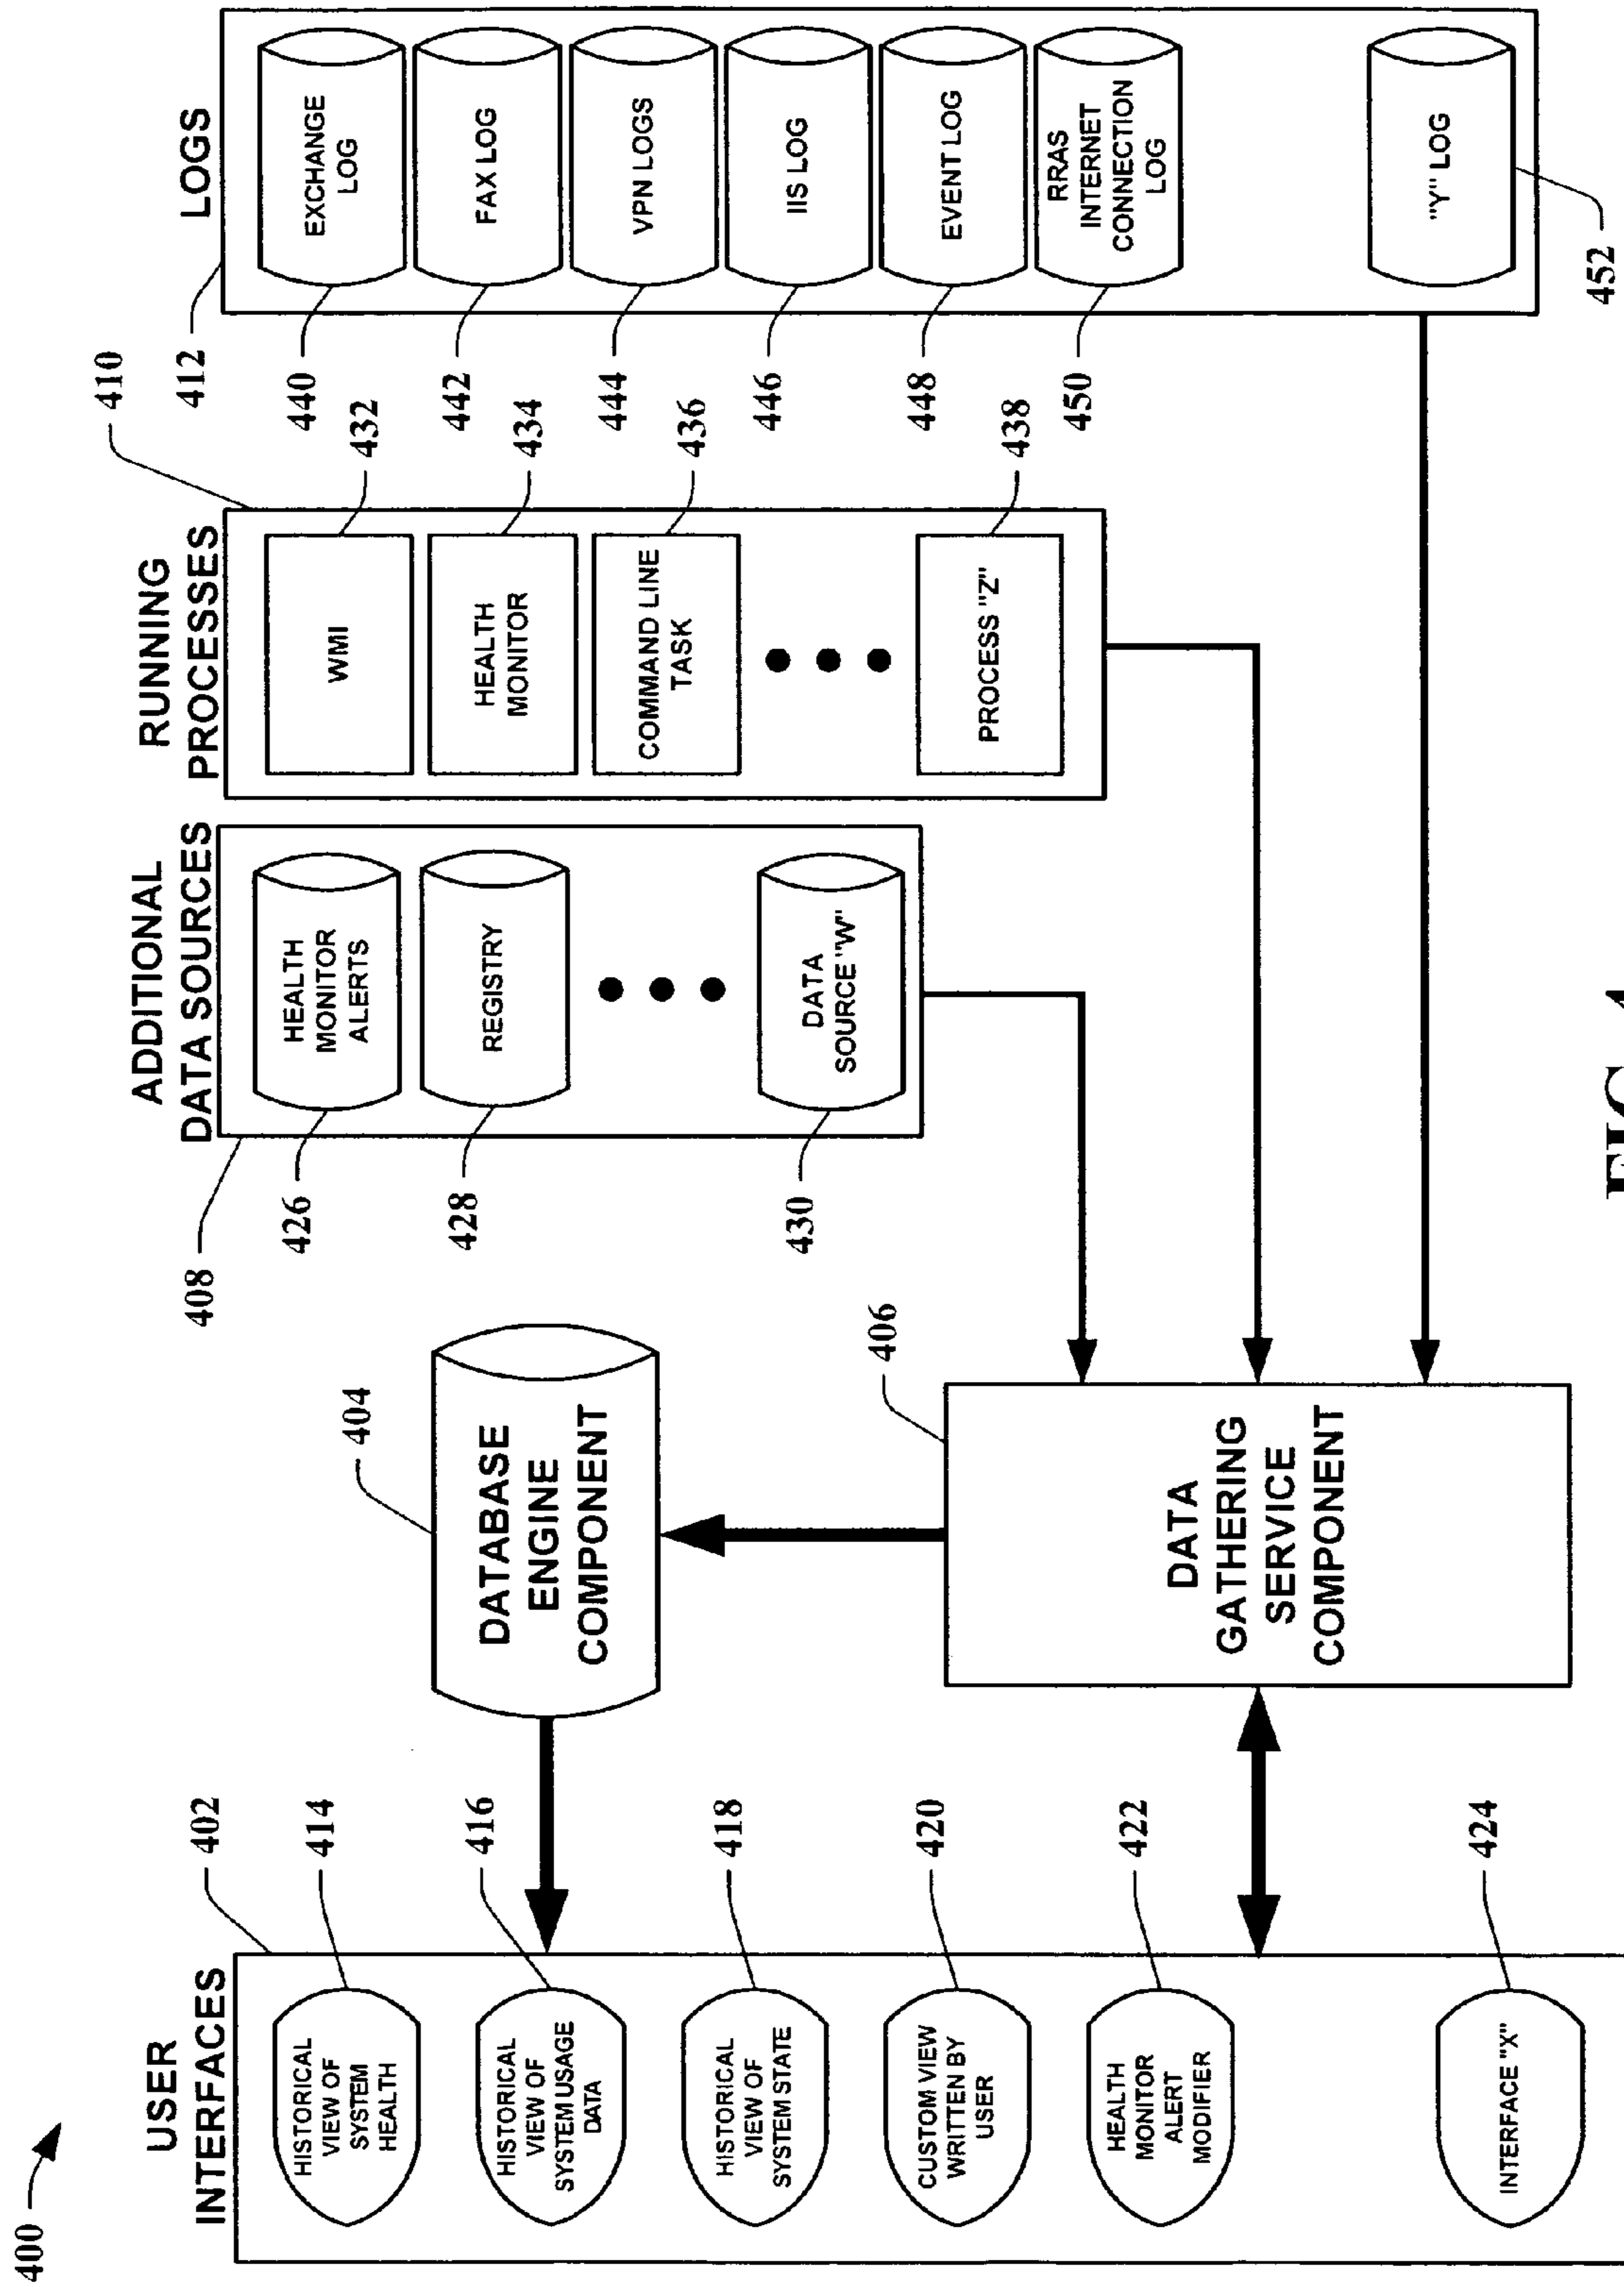 400
USER
INTERFACES
402
HISTORICAL
VIEW OF
SYSTEM
HEALTH
414
HISTORICAL
VIEW OF
SYSTEM USAGE
DATA
416
HISTORICAL
VIEW OF
SYSTEM STATE
418
CUSTOM VIEW
WRITTEN BY
USER
420
HEALTH
MONITOR
ALERT
MODIFIER
422
INTERFACE "X"
424
DATABASE
ENGINE
COMPONENT
404
DATA
GATHERING
SERVICE
COMPONENT
406
ADDITIONAL
DATA SOURCES
408
HEALTH
MONITOR
ALERTS
426
REGISTRY
428
DATA
SOURCE "W"
430
RUNNING
PROCESSES
410
WMI
432
HEALTH
MONITOR
434
COMMAND LINE
TASK
436
PROCESS "Z"
438
LOGS
412
EXCHANGE
LOG
440
FAX LOG
442
VPN LOGS
444
IIS LOG
446
EVENT LOG
448
RRAS
INTERNET
CONNECTION
LOG
450
"Y" LOG
452
FIG. 4